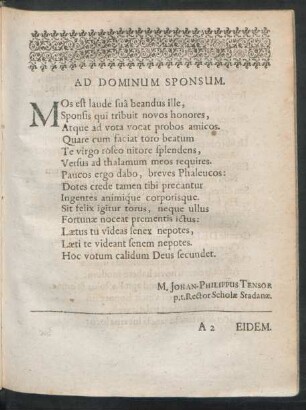 AD DOMINUM SPONSUM.
MOs est laude suâ beandus ille,
Sponsis qui tribuit novos honores,
Atque ad vota vocat probos amicos.
Quare cum faciat toro beatum
Te virgo roseo nitore splendens,
Versus ad thalamum meos requires.
Paucos ergo dabo, breves Phaleucos:
Dotes crede tamen tibi precantur
Ingentes animique corporisque.
Sit felix igitur torus, neque ullus
Fortunæ noceat prementis ictus:
Lætus tu videas senex nepotes,
Læti te videant senem nepotes.
Hoc votum calidum Deus secundet.
M. JOHAN-PHILIPPUS TENSOR
p.t. Rector Scholæ Stadanæ.
A 2 EIDEM.